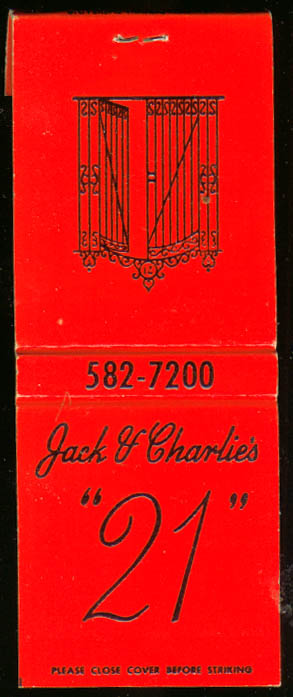 582-7200
Jack & Charlie's
"21"
PLEASE CLOSE COVER BEFORE STRIKING